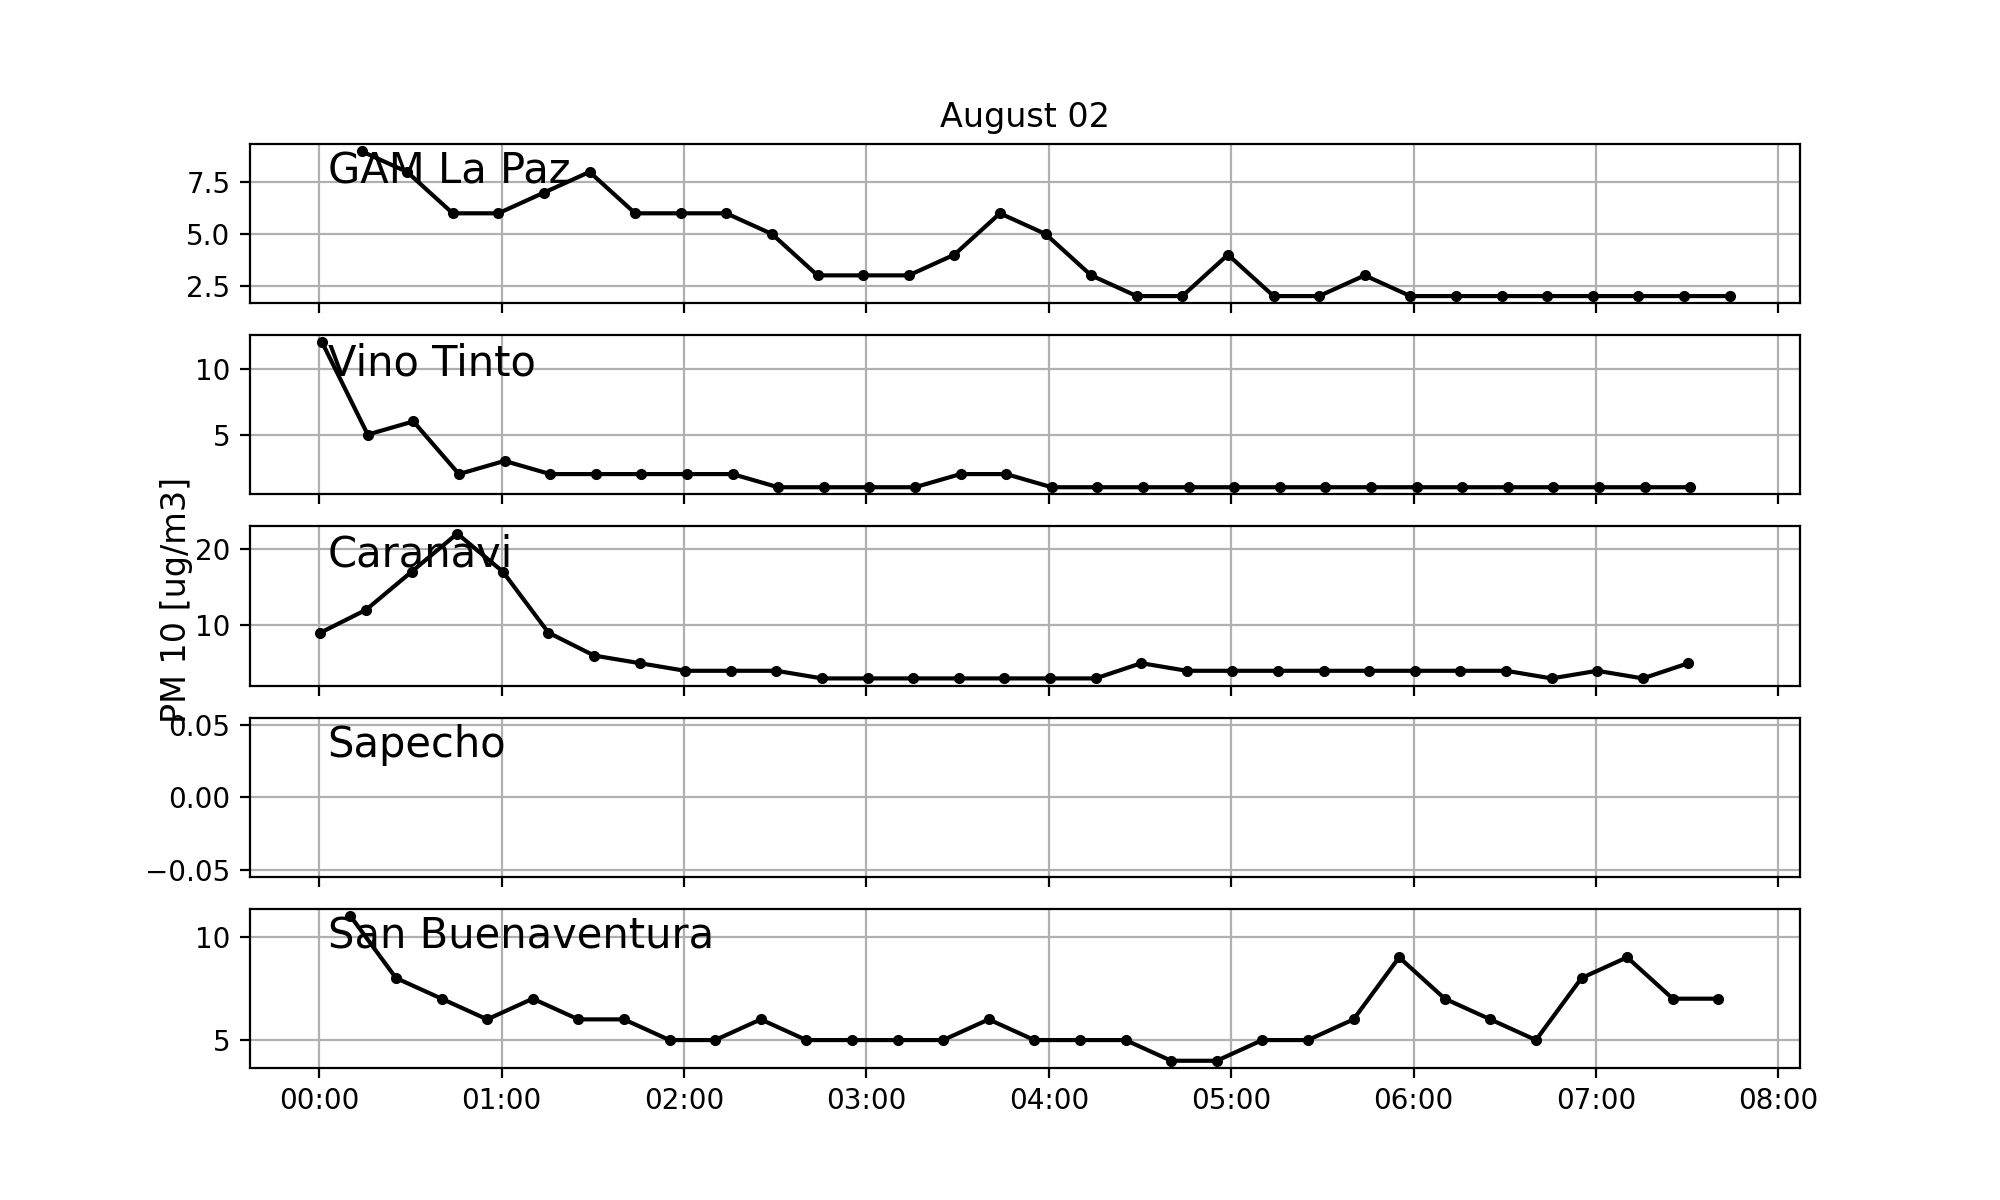 August 02
GAM La Paz
7.5
5.0
2.5
Vino Tinto
10
5
PM 10 [ug/m3]
Caranavi
20
10
Sapecho
0.05
0.00
−0.05
San Buenaventura
10
5
00:00 01:00 02:00 03:00 04:00 05:00 06:00 07:00 08:00